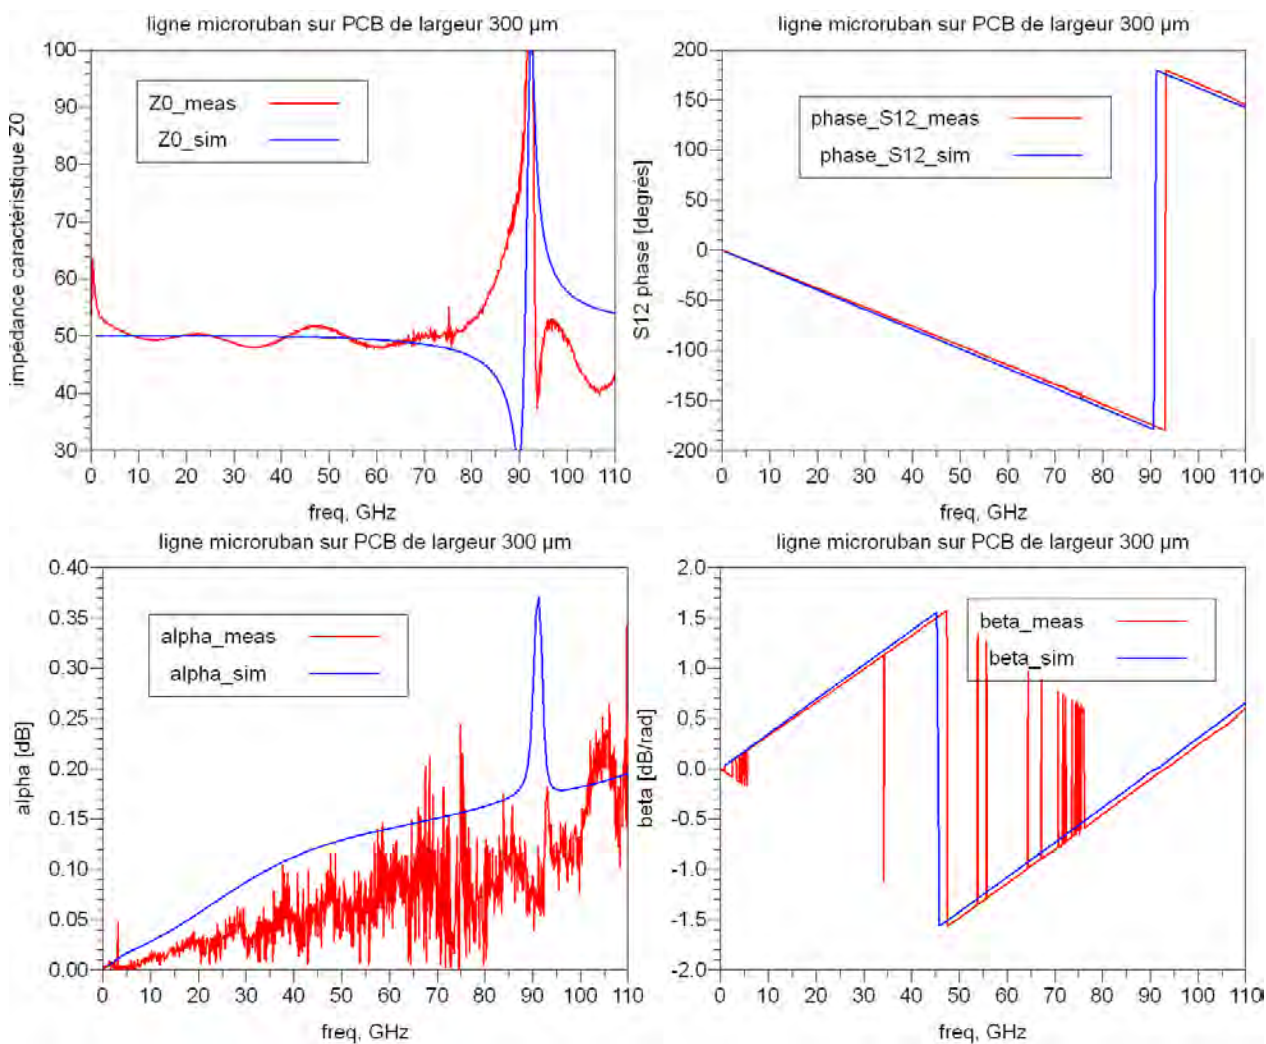 ligne microruban sur PCB de largeur 300 µm
impédance caractéristique Z0
100
90
80
70
60
50
40
30
Z0_meas
Z0_sim
0 10 20 30 40 50 60 70 80 90 100 110
freq, GHz
ligne microruban sur PCB de largeur 300 µm
S12 phase [degrés]
200
150
100
50
0
-50
-100
-150
-200
phase_S12_meas
phase_S12_sim
0 10 20 30 40 50 60 70 80 90 100 110
freq, GHz
ligne microruban sur PCB de largeur 300 µm
alpha [dB]
0.40
0.35
0.30
0.25
0.20
0.15
0.10
0.05
0.00
alpha_meas
alpha_sim
0 10 20 30 40 50 60 70 80 90 100 110
freq, GHz
ligne microruban sur PCB de largeur 300 µm
beta [dB/rad]
2.0
1.5
1.0
0.5
0.0
-0.5
-1.0
-1.5
-2.0
beta_meas
beta_sim
0 10 20 30 40 50 60 70 80 90 100 110
freq, GHz